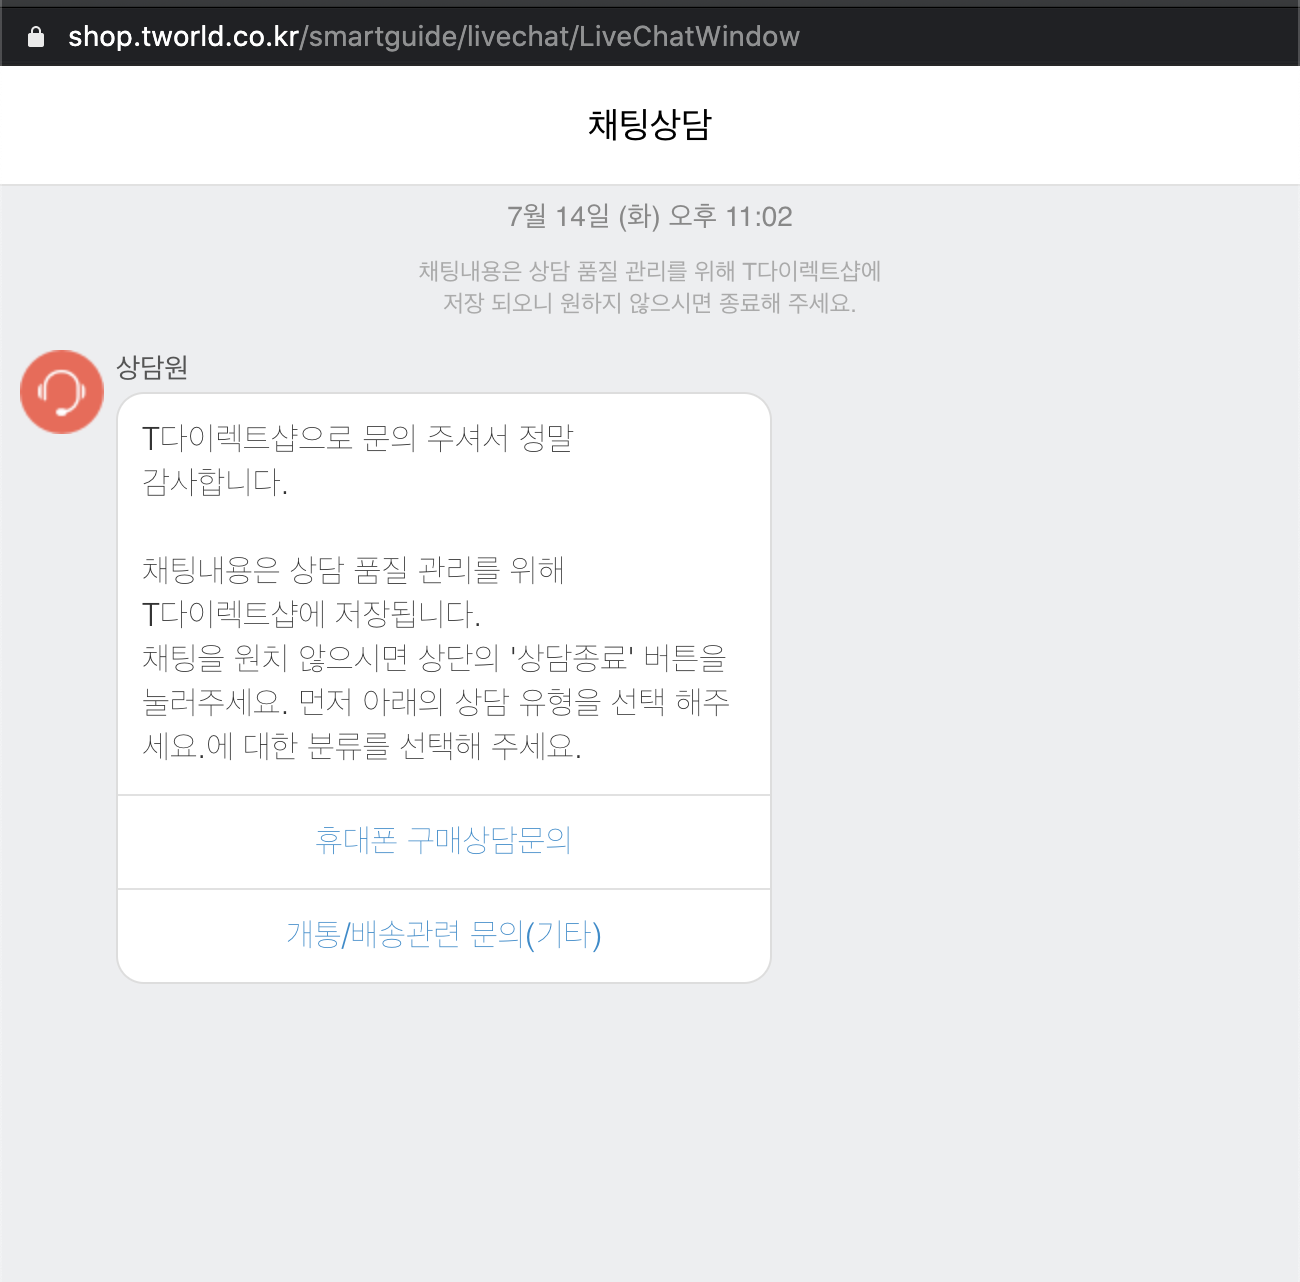 shop.tworld.co.kr/smartguide/livechat/LiveChatWindow
채팅상담
7월 14일 (화) 오후 11:02
채팅내용은 상담 품질 관리를 위해 T다이렉트샵에
저장 되오니 원하지 않으시면 종료해 주세요.
상담원
T다이렉트샵으로 문의 주셔서 정말
감사합니다.
채팅내용은 상담 품질 관리를 위해
T다이렉트샵에 저장됩니다.
채팅을 원치 않으시면 상단의 '상담종료' 버튼을
눌러주세요. 먼저 아래의 상담 유형을 선택 해주
세요.에 대한 분류를 선택해 주세요.
휴대폰 구매상담문의
개통/배송관련 문의(기타)